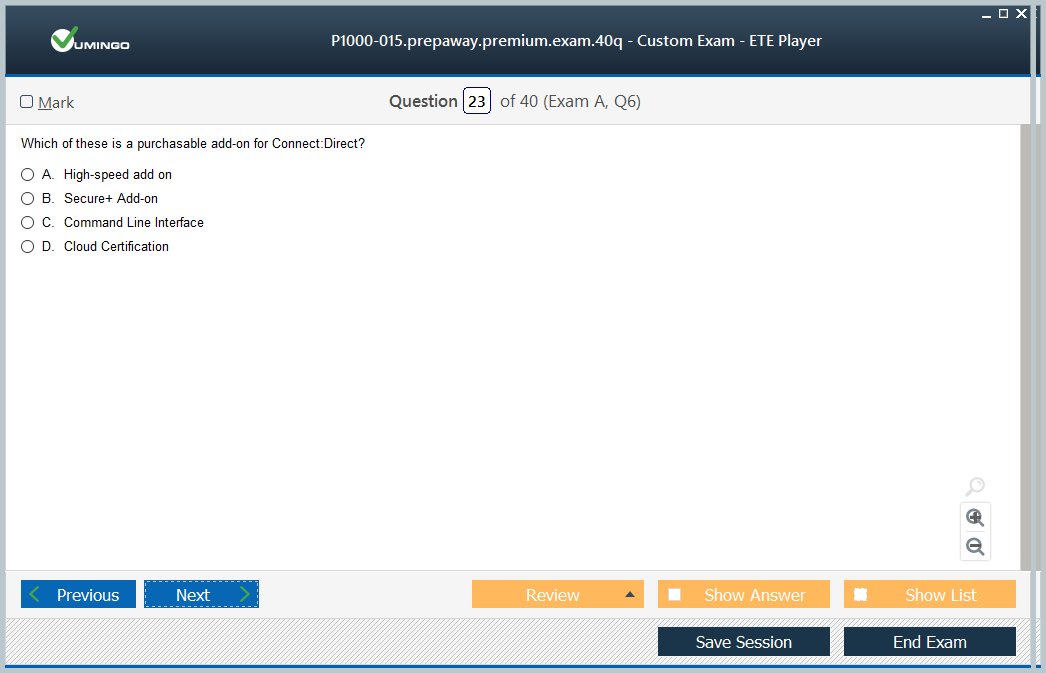 VUMINGO
P1000-015.prepaway.premium.exam.40q - Custom Exam - ETE Player
Mark
Question 23 of 40 (Exam A, Q6)
Which of these is a purchasable add-on for Connect:Direct?
A. High-speed add on
B. Secure+ Add-on
C. Command Line Interface
D. Cloud Certification
Previous
Next
Review
Show Answer
Show List
Save Session
End Exam